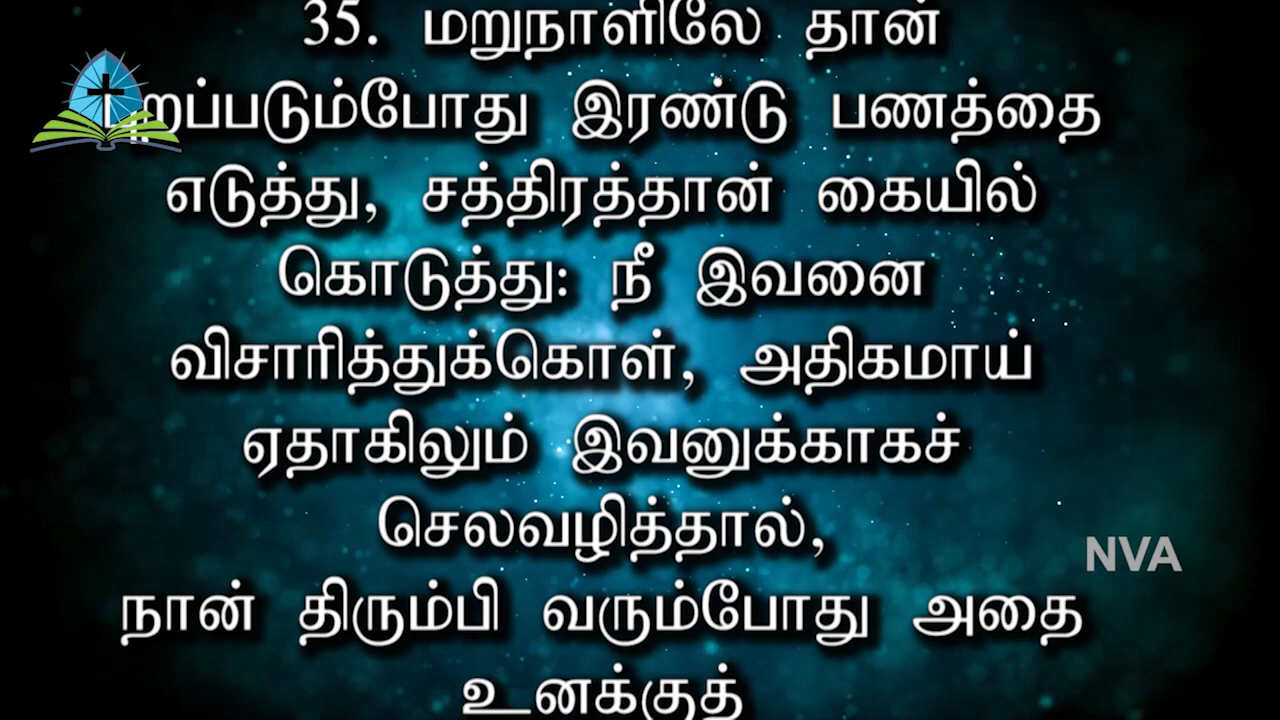 35. மறுநாளிலே தான்
றப்படும்போது இரண்டு பணத்தை
எடுத்து, சத்திரத்தான் கையில்
கொடுத்து: நீ இவனை
விசாரித்துக்கொள், அதிகமாய்
ஏதாகிலும் இவனுக்காகச்
செலவழித்தால்,
நான் திரும்பி வரும்போது அதை
உனக்குத்
NVA